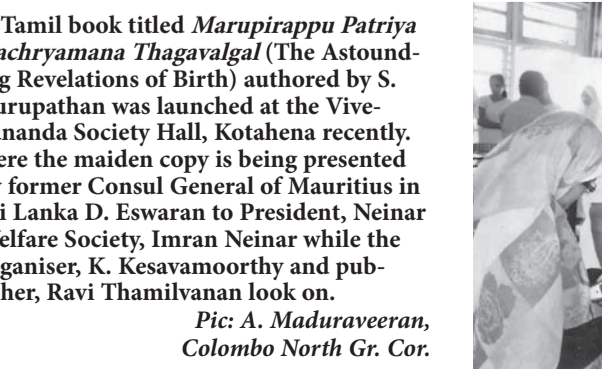 Tamil book titled Marupirappu Patriya
achryamana Thagavalgal (The Astound-
g Revelations of Birth) authored by S.
urupathan was launched at the Vive-
ananda Society Hall, Kotahena recently.
ere the maiden copy is being presented
former Consul General of Mauritius in
i Lanka D. Eswaran to President, Neinar
elfare Society, Imran Neinar while the
ganiser, K. Kesavamoorthy and pub-
her, Ravi Thamilvanan look on.
Pic: A. Maduraveeran,
Colombo North Gr. Cor.